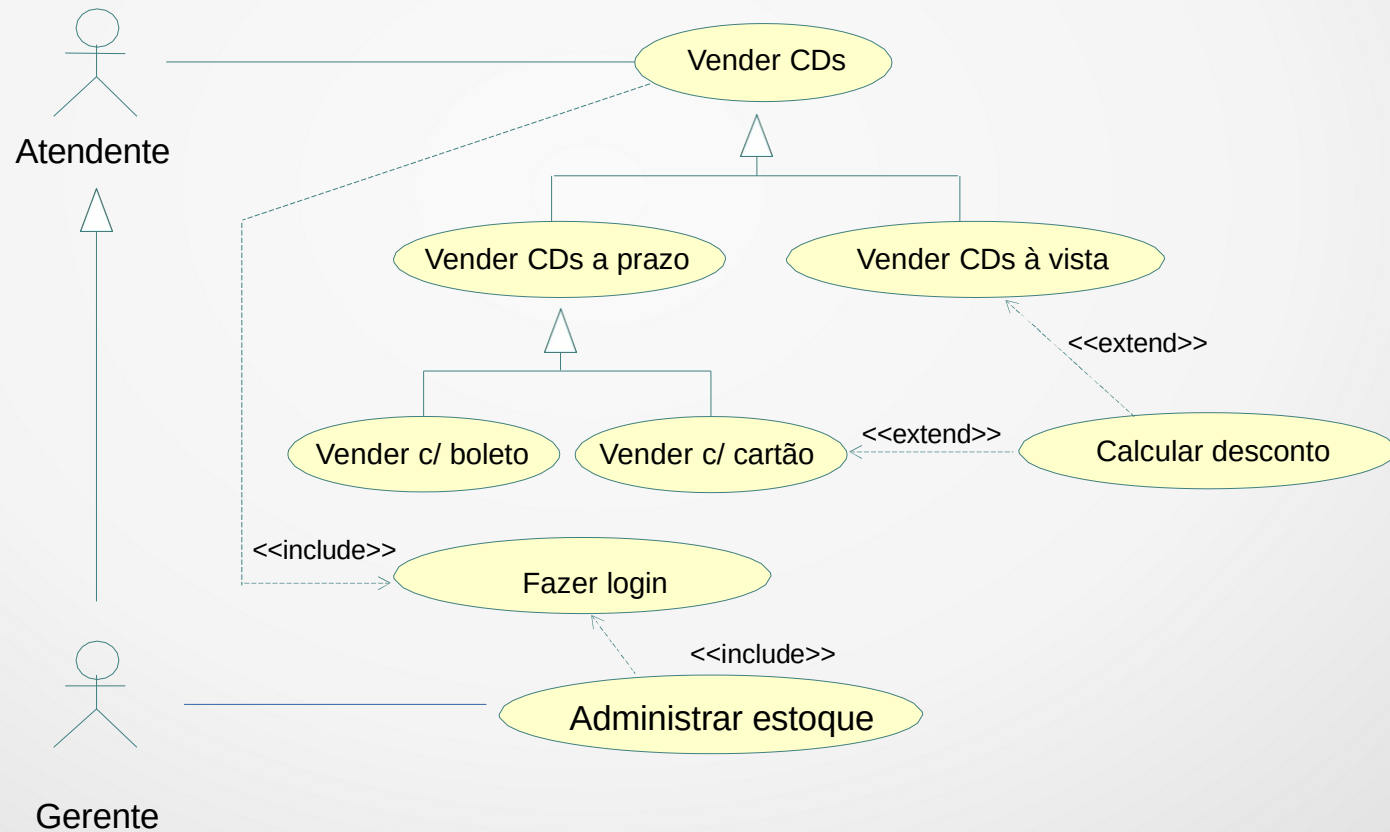 Vender CDs
Atendente
Vender CDs a prazo
Vender CDs à vista
<<extend>>
Vender c/ boleto
Vender c/ cartão
<<extend>>
Calcular desconto
<<include>>
Fazer login
<<include>>
Administrar estoque
Gerente